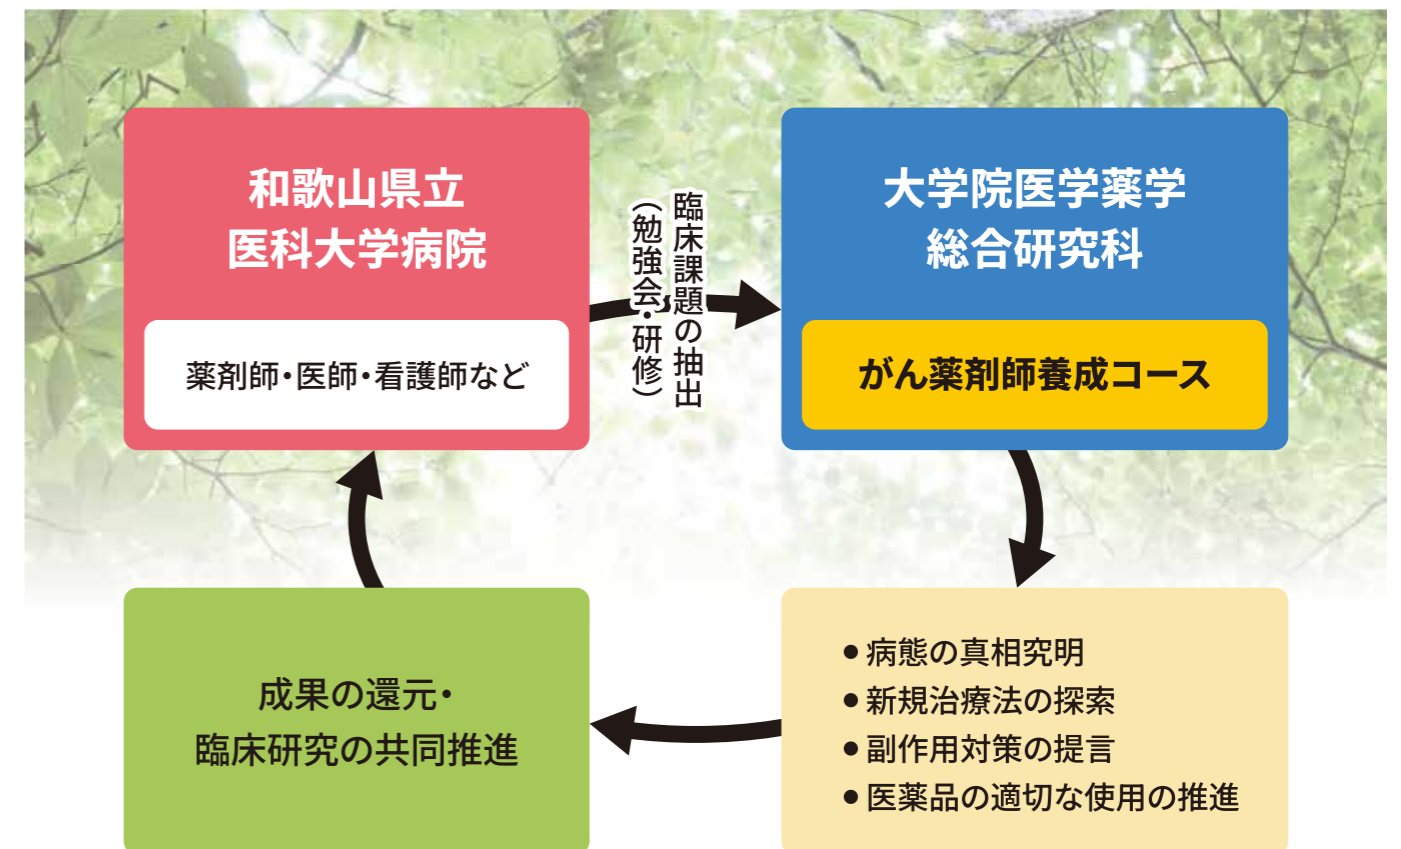 和歌山県立
医科大学病院
薬剤師・医師・看護師など
臨床課題の抽出
（勉強会・研修）
大学院医学薬学
総合研究科
がん薬剤師養成コース
●病態の真相究明
●新規治療法の探索
●副作用対策の提言
●医薬品の適切な使用の推進
成果の還元・
臨床研究の共同推進